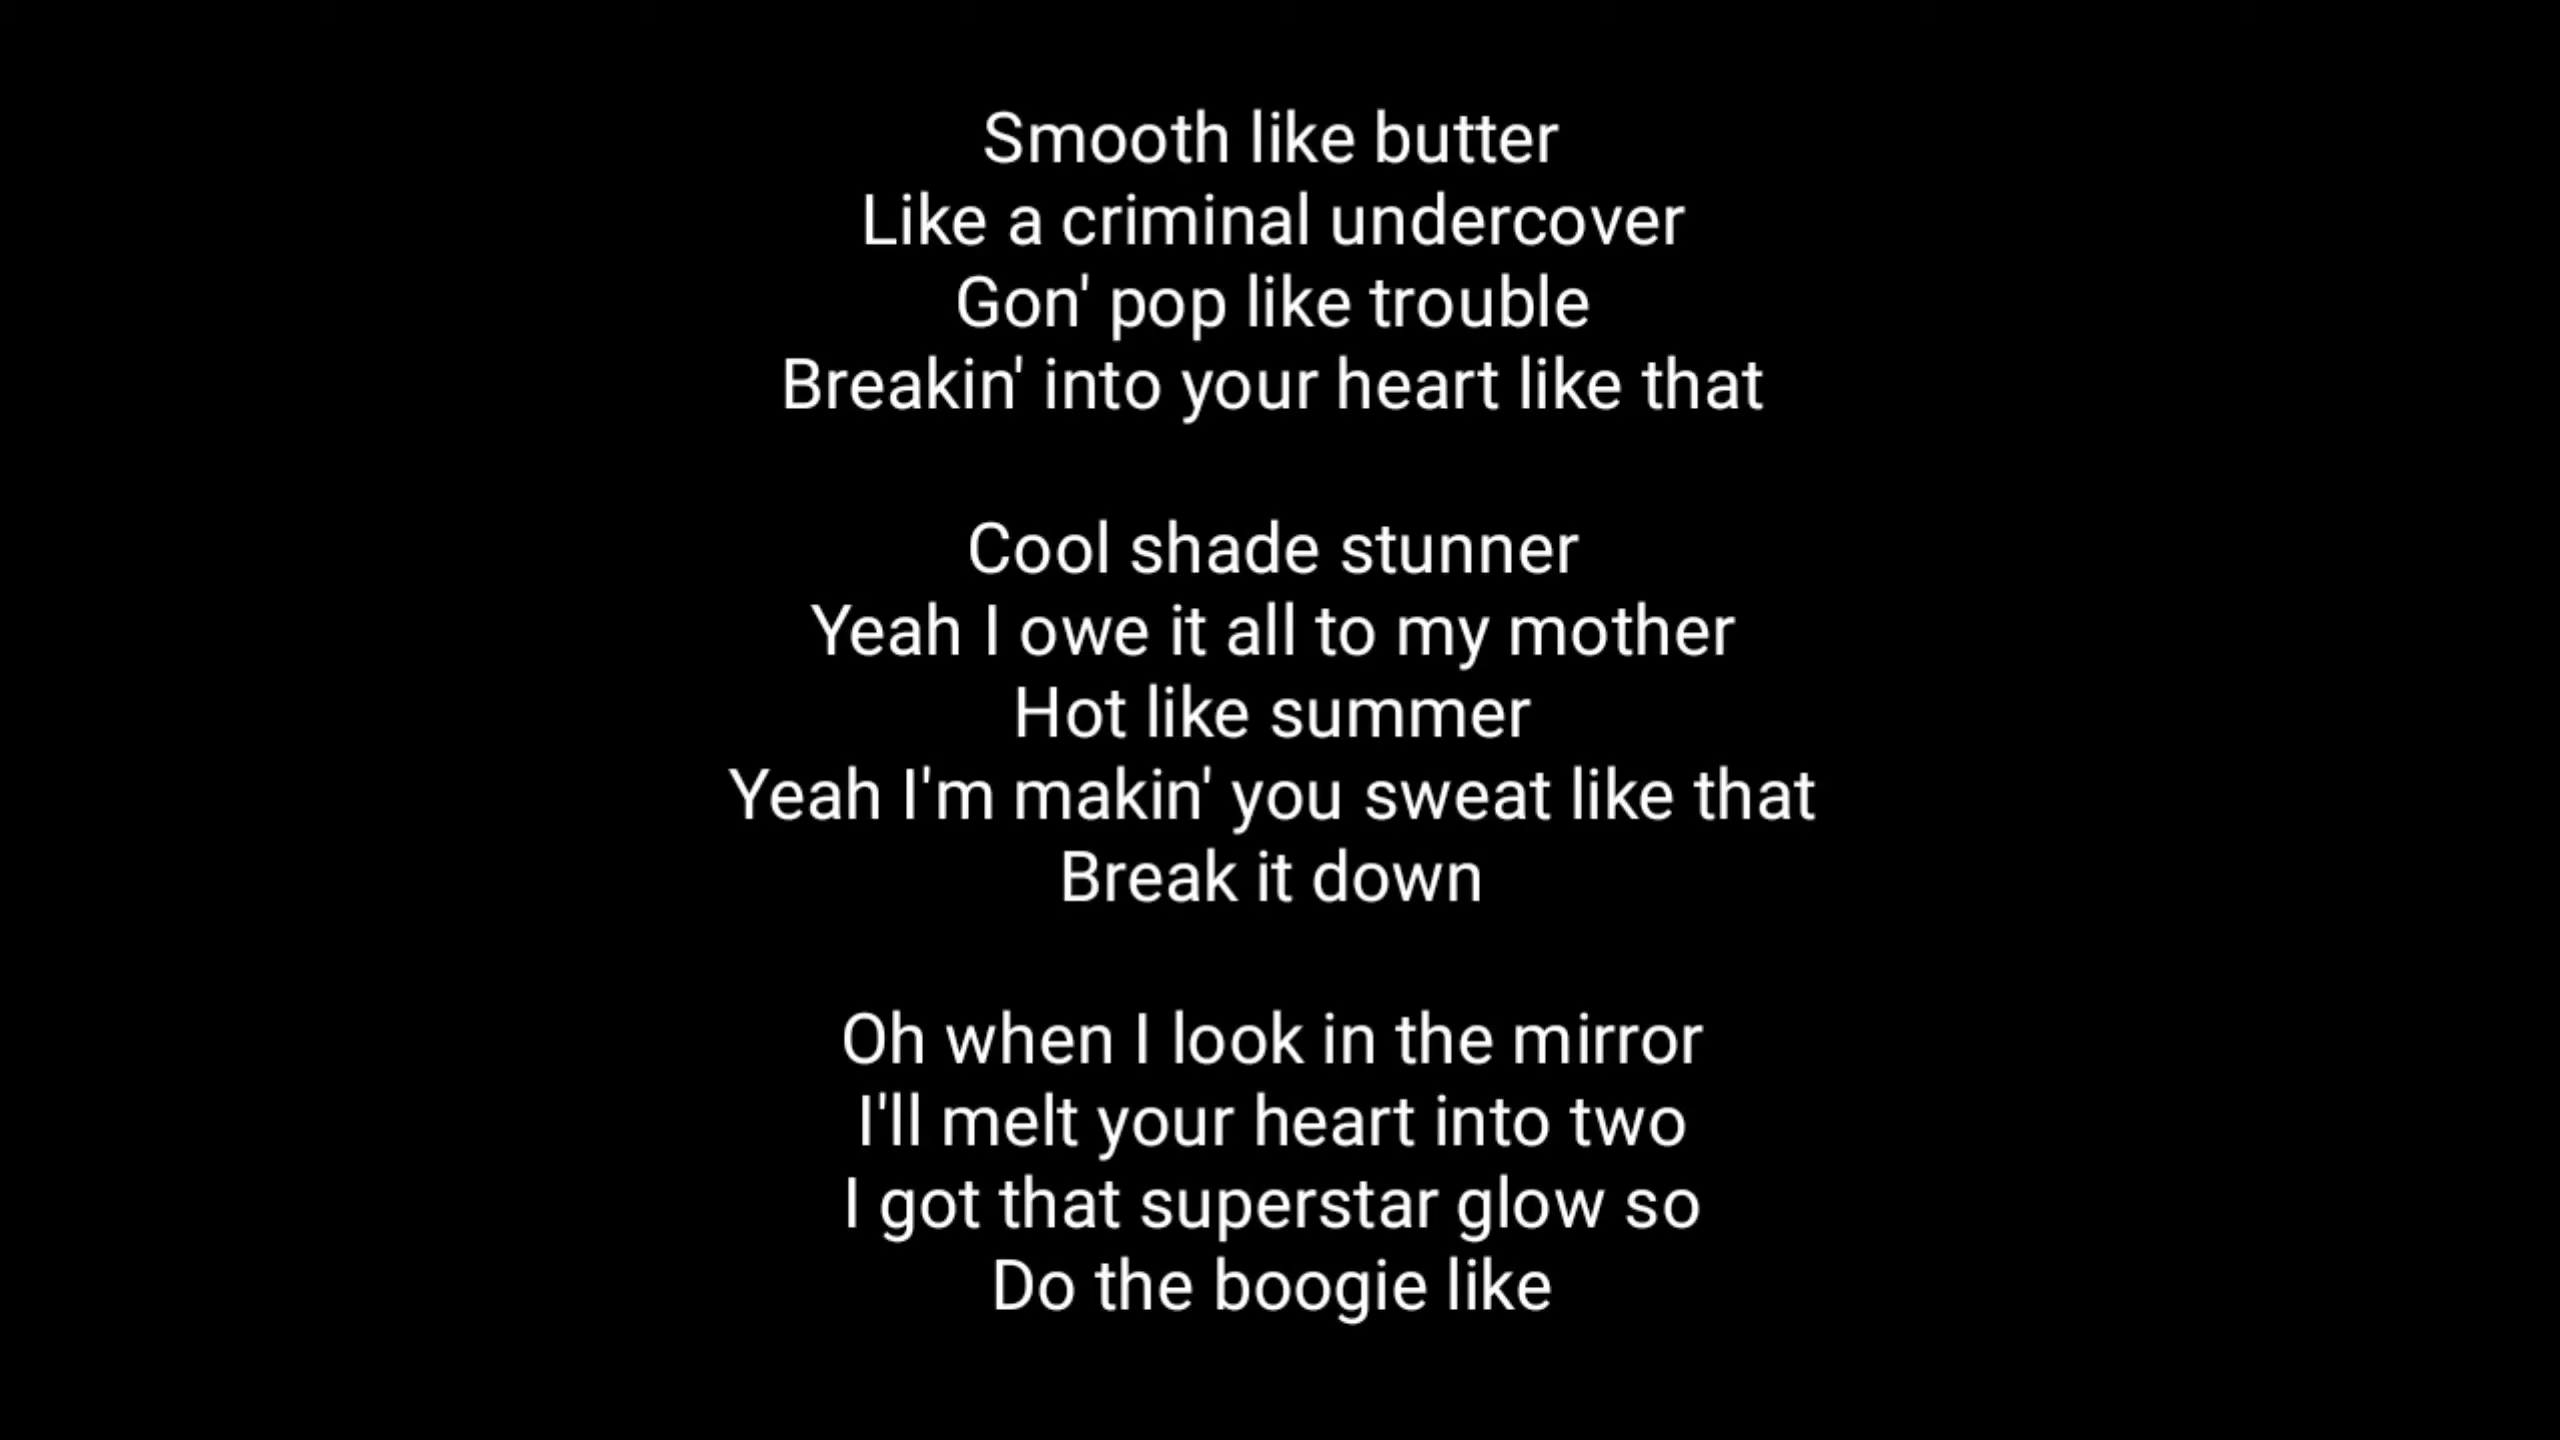 Smooth like butter
Like a criminal undercover
Gon' pop like trouble
Breakin' into your heart like that
Cool shade stunner
Yeah I owe it all to my mother
Hot like summer
Yeah I'm makin' you sweat like that
Break it down
Oh when I look in the mirror
I'll melt your heart into two
I got that superstar glow so
Do the boogie like